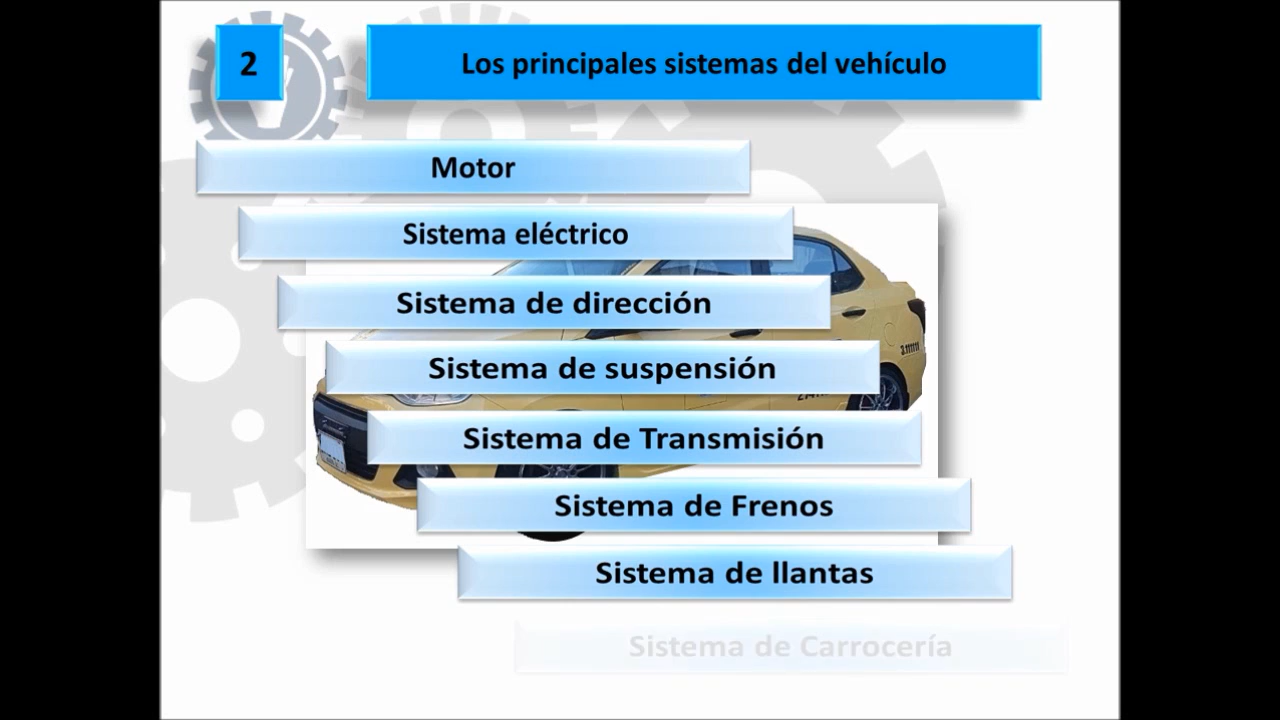 2
Los principales sistemas del vehículo
Motor
Sistema eléctrico
Sistema de dirección
Sistema de suspensión
Sistema de Transmisión
Sistema de Frenos
Sistema de llantas
Sistema de Carrocería